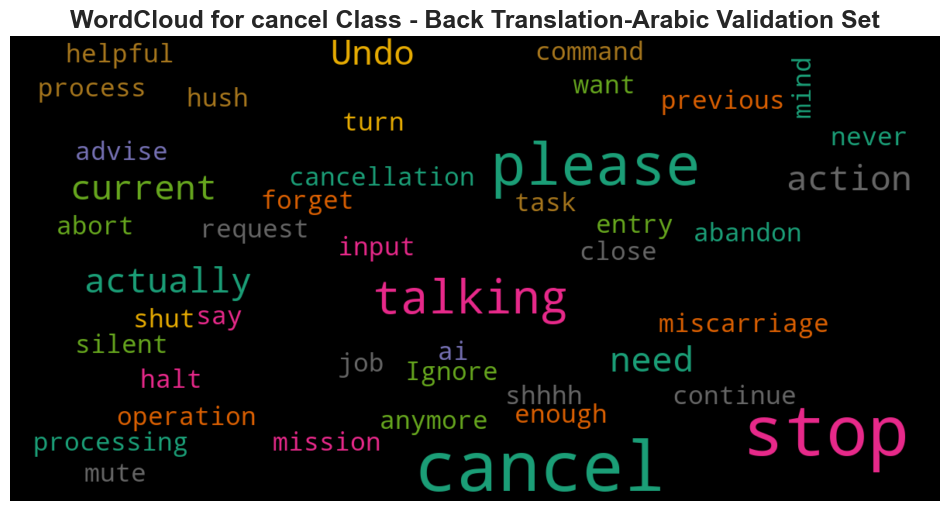 WordCloud for cancel Class - Back Translation-Arabic Validation Set
helpful
Undo
command
process
hush
want
previous
mind
turn
never
advise
please
current
cancellation
action
forget
task
abort
request
entry
abandon
input
close
actually
talking
shut
say
miscarriage
silent
job
ai
Ignore
need
halt
shhhh
continue
operation
anymore
enough
stop
processing
mission
mute
cancel